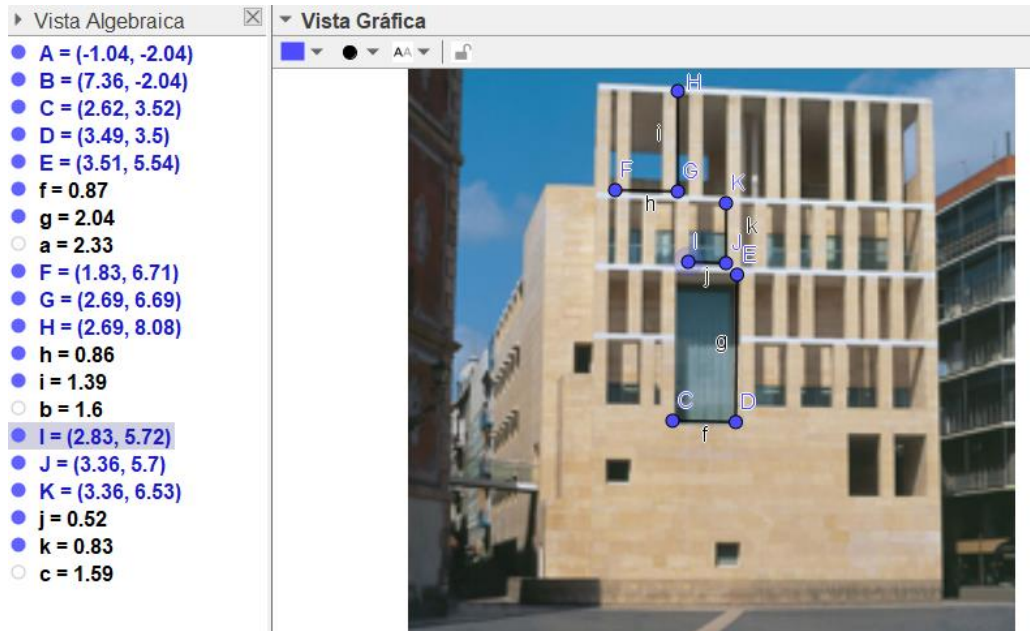 Vista Algebraica
A = (-1.04, -2.04)
B = (7.36, -2.04)
C = (2.62, 3.52)
D = (3.49, 3.5)
E = (3.51, 5.54)
f = 0.87
g = 2.04
a = 2.33
F = (1.83, 6.71)
G = (2.69, 6.69)
H = (2.69, 8.08)
h = 0.86
i = 1.39
b = 1.6
I = (2.83, 5.72)
J = (3.36, 5.7)
K = (3.36, 6.53)
j = 0.52
k = 0.83
c = 1.59
Vista Gráfica
AA
H
i
F
G
h
K
k
I
J
E
j
g
C
D
f